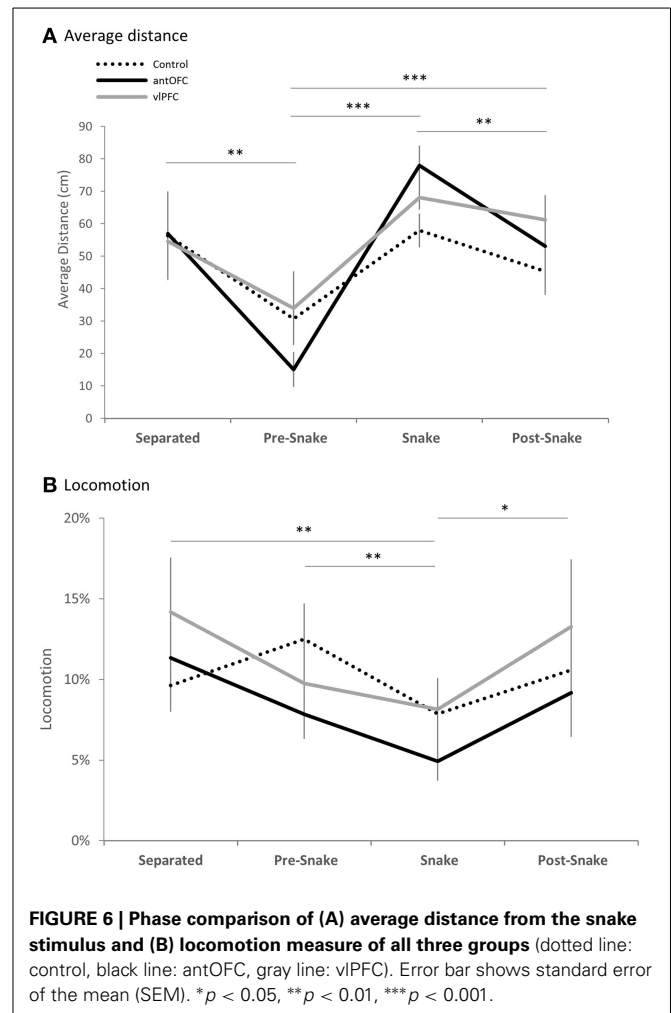 A Average distance
Control
antOFC
vlPFC
***
***
**
**
90
80
70
60
50
40
30
20
10
0
Average Distance (cm)
Separated Pre-Snake Snake Post-Snake
B Locomotion
20%
15%
10%
5%
0%
**
*
**
Locomotion
Separated Pre-Snake Snake Post-Snake
FIGURE 6 | Phase comparison of (A) average distance from the snake
stimulus and (B) locomotion measure of all three groups (dotted line:
control, black line: antOFC, gray line: vlPFC). Error bar shows standard error
of the mean (SEM). *p < 0.05, **p < 0.01, ***p < 0.001.